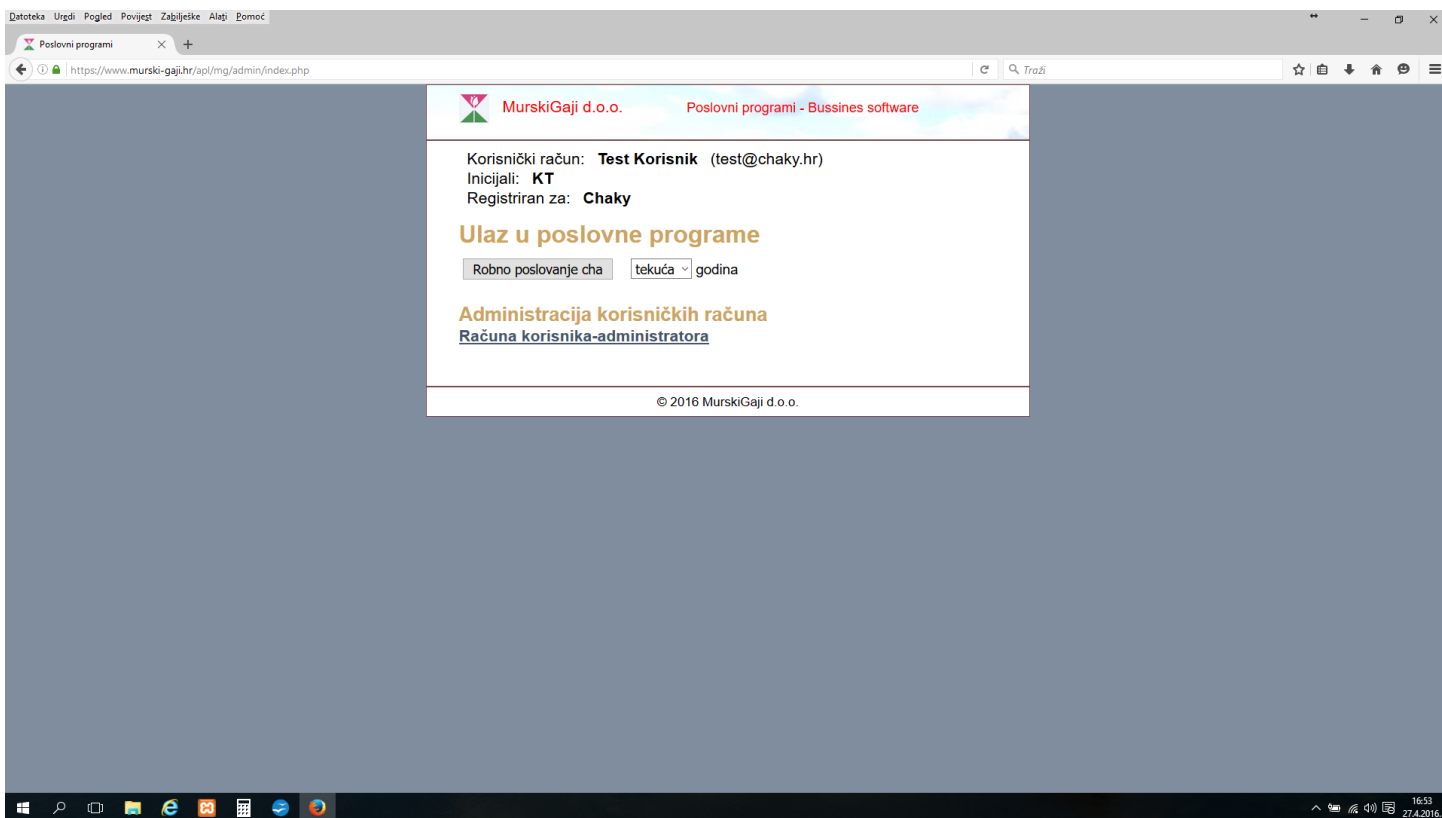 Datoteka Uredi Pogled Povijest Zabilješke Alati Pomoć
Poslovni programi
https://www.murski-gaji.hr/apl/mg/admin/index.php
Traži
MurskiGaji d.o.o. Poslovni programi - Bussines software
Korisnički račun: Test Korisnik (test@chaky.hr)
Inicijali: KT
Registriran za: Chaky
Ulaz u poslovne programe
Robno poslovanje cha tekuća godina
Administracija korisničkih računa
Računa korisnika-administratora
© 2016 MurskiGaji d.o.o.
16:53
27.4.2016.